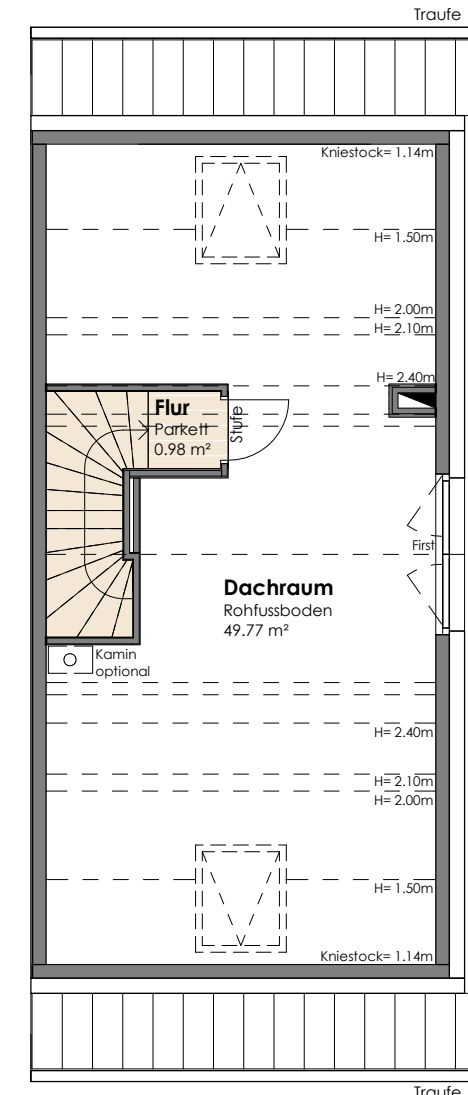 Traufe
Kniestock= 1.14m
H= 1.50m
H= 2.00m
H= 2.10m
H= 2.40m
Flur
Parkett
0.98 m²
Stufe
First
Dachraum
Rohfussboden
49.77 m²
Kamin
optional
H= 2.40m
H= 2.10m
H= 2.00m
H= 1.50m
Kniestock= 1.14m
Traufe